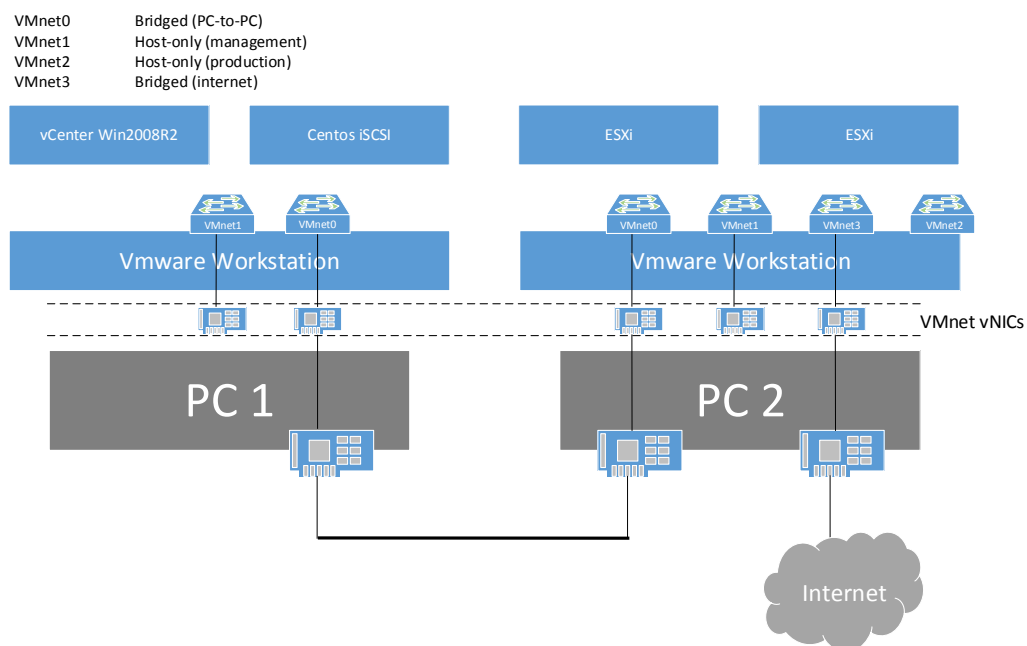 VMnet0 Bridged (PC-to-PC)
VMnet1 Host-only (management)
VMnet2 Host-only (production)
VMnet3 Bridged (internet)
vCenter Win2008R2
Centos iSCSI
ESXi
ESXi
VMnet1
VMnet0
VMnet0
VMnet1
VMnet3
VMnet2
Vmware Workstation
Vmware Workstation
VMnet vNICs
PC 1
PC 2
Internet